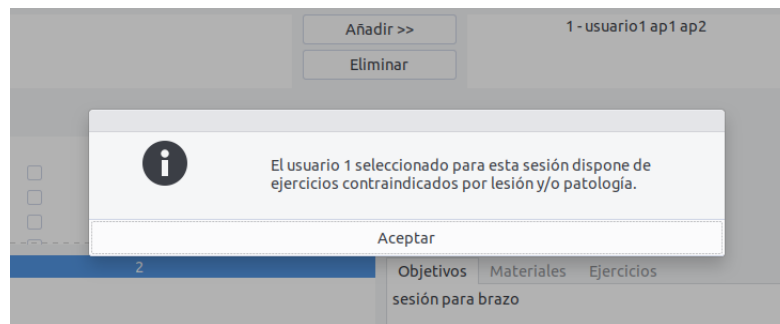 Añadir >>
1 - usuario1 ap1 ap2
Eliminar
El usuario 1 seleccionado para esta sesión dispone de
ejercicios contraindicados por lesión y/o patología.
Aceptar
2
Objetivos Materiales Ejercicios
sesión para brazo